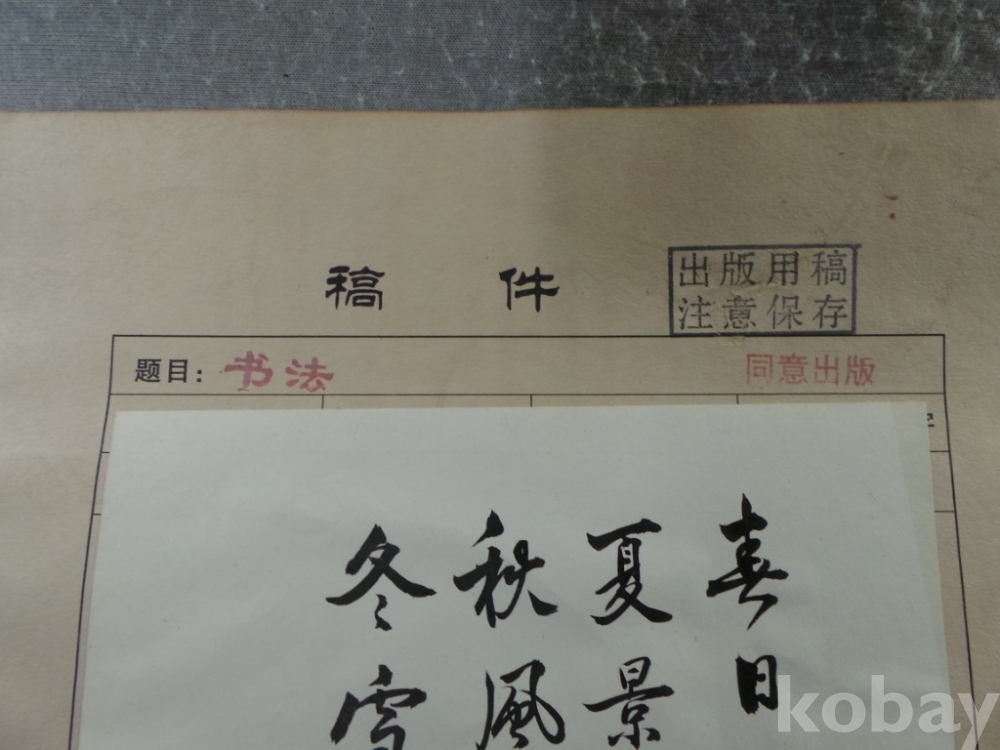 稿件
出版用稿
注意保存
题目：书法
同意出版
春日
夏景
秋風
冬雪
kobay